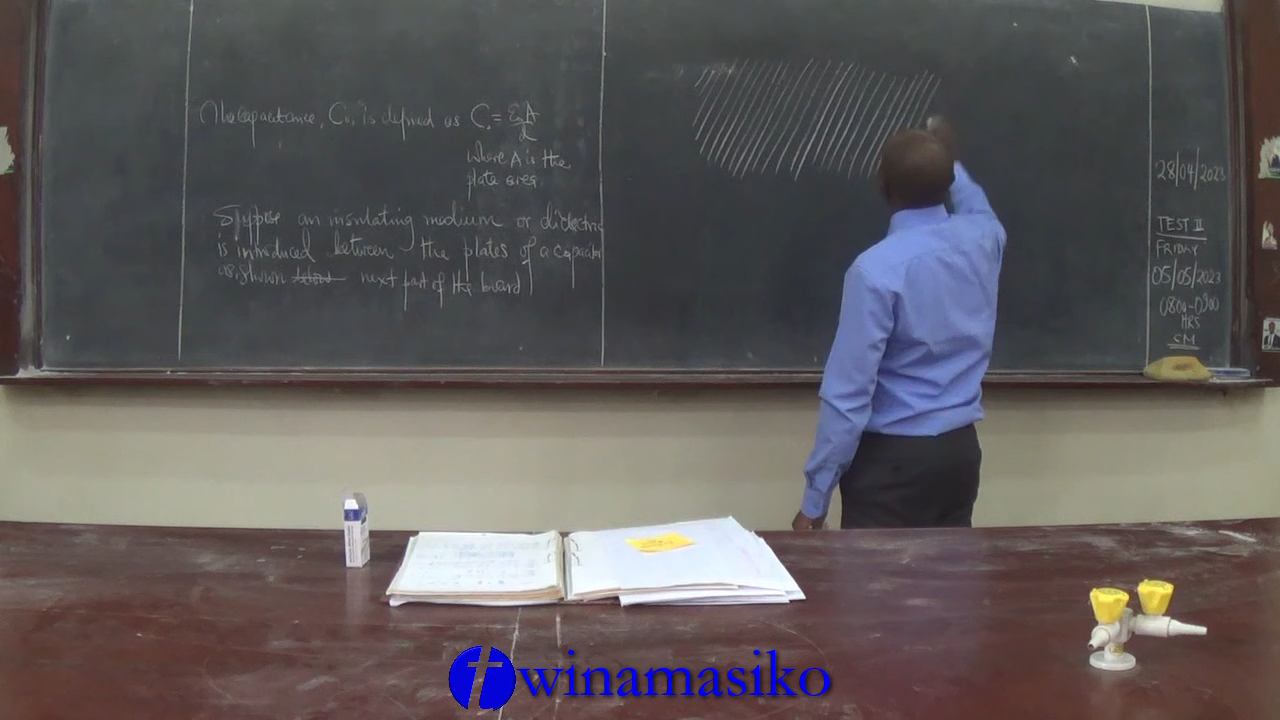 The capacitance, C₀, is defined as C₀ = ε₀A/d
where A is the
plate area.
Suppose an insulating medium or dielectric
is introduced between the plates of a capacitor
as shown next part of the board
28/04/2023
TEST II
FRIDAY
05/05/2023
0800-0900
HRS
CM
twinamasiko